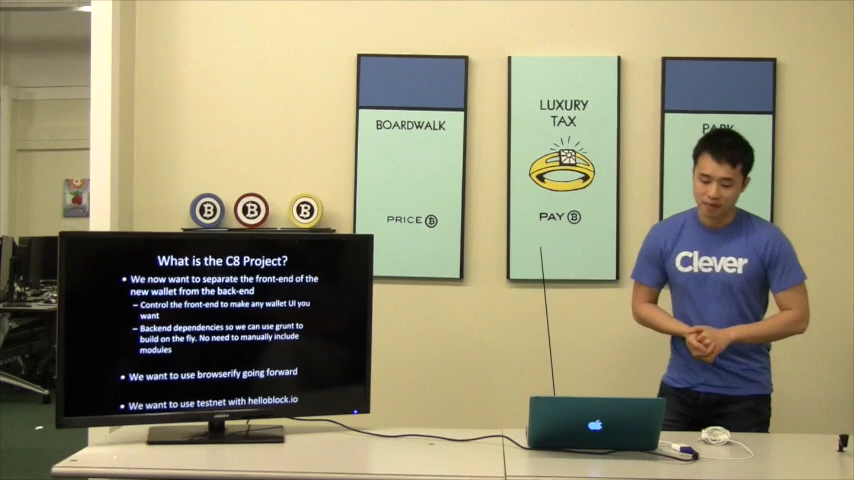 BOARDWALK
PRICE
LUXURY
TAX
PAY
PARK
Clever
B B B
What is the C8 Project?
• We now want to separate the front-end of the
new wallet from the back-end
– Control the front-end to make any wallet UI you
want
– Backend dependencies so we can use grunt to
build on the fly. No need to manually include
modules
• We want to use browserify going forward
• We want to use testnet with helloblock.io